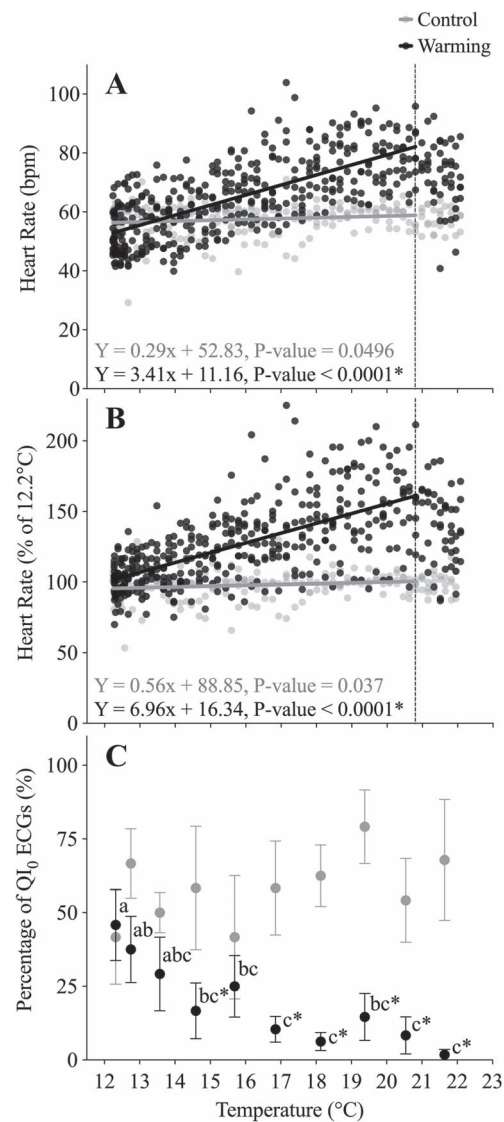 Control
Warming
A
100
80
60
40
20
0
Heart Rate (bpm)
Y = 0.29x + 52.83, P-value = 0.0496
Y = 3.41x + 11.16, P-value < 0.0001*
B
200
150
100
50
0
Heart Rate (% of 12.2°C)
Y = 0.56x + 88.85, P-value = 0.037
Y = 6.96x + 16.34, P-value < 0.0001*
C
100
75
50
25
0
Percentage of QI₀ ECGs (%)
a
ab
abc
bc*
bc
c*
c*
bc*
c*
c*
12 13 14 15 16 17 18 19 20 21 22 23
Temperature (°C)